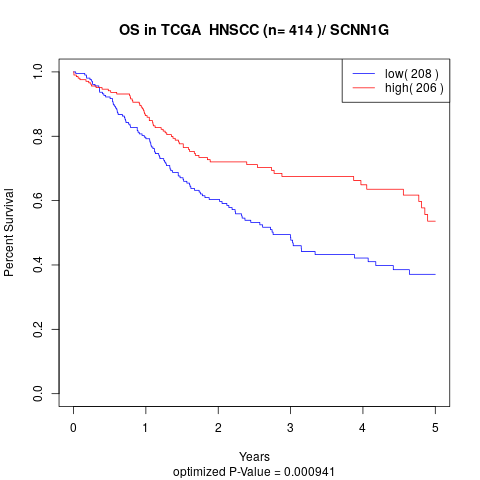 OS in TCGA  HNSCC (n= 414 )/ SCNN1G
low( 208 )
high( 206 )
Percent Survival
1.0
0.8
0.6
0.4
0.2
0.0
0 1 2 3 4 5
Years
optimized P-Value = 0.000941